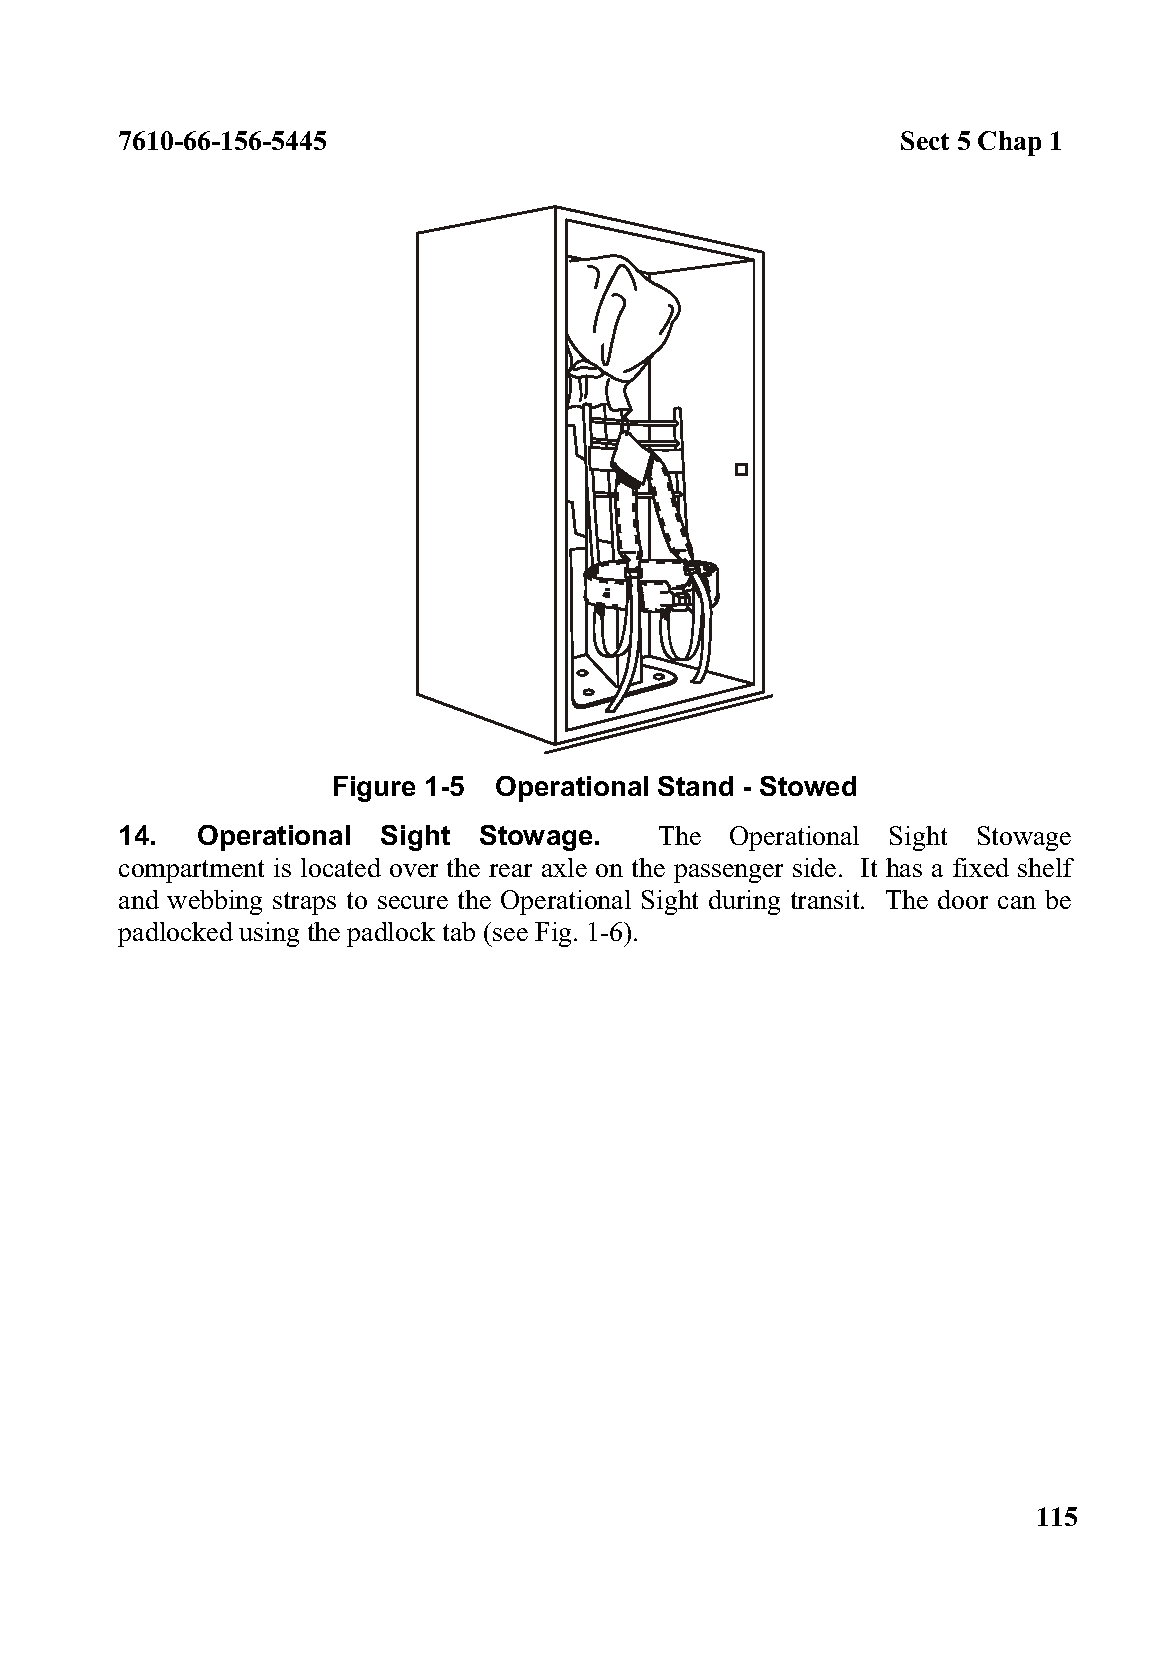 7610-66-156-5445 Sect 5 Chap 1
Figure 1-5 Operational Stand - Stowed
14. Operational Sight Stowage. The Operational Sight Stowage
compartment is located over the rear axle on the passenger side. It has a fixed shelf
and webbing straps to secure the Operational Sight during transit. The door can be
padlocked using the padlock tab (see Fig. 1-6).
115